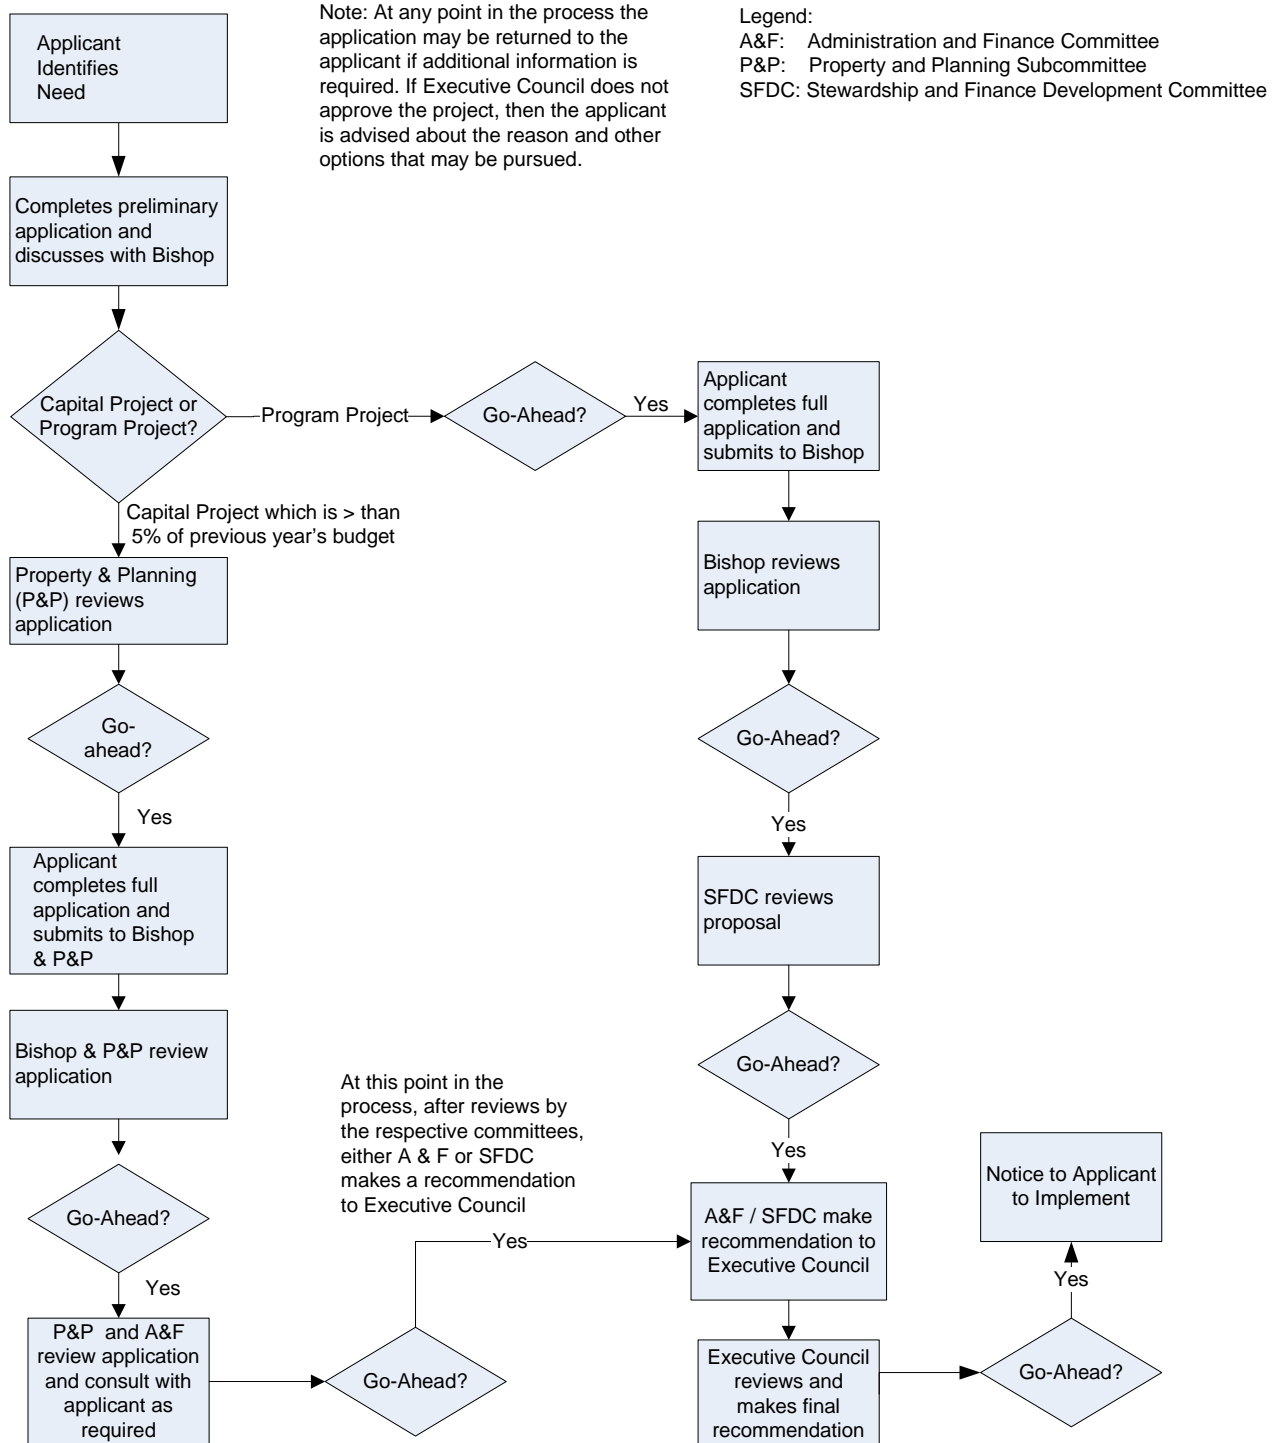 Applicant
Identifies
Need
Note: At any point in the process the
application may be returned to the
applicant if additional information is
required. If Executive Council does not
approve the project, then the applicant
is advised about the reason and other
options that may be pursued.
Legend:
A&F: Administration and Finance Committee
P&P: Property and Planning Subcommittee
SFDC: Stewardship and Finance Development Committee
Completes preliminary
application and
discusses with Bishop
Capital Project or
Program Project?
Program Project
Go-Ahead?
Yes
Applicant
completes full
application and
submits to Bishop
Capital Project which is > than
5% of previous year's budget
Property & Planning
(P&P) reviews
application
Go-
ahead?
Yes
Applicant
completes full
application and
submits to Bishop
& P&P
Bishop & P&P review
application
Go-Ahead?
Yes
P&P and A&F
review application
and consult with
applicant as
required
Go-Ahead?
Yes
At this point in the
process, after reviews by
the respective committees,
either A & F or SFDC
makes a recommendation
to Executive Council
Bishop reviews
application
Go-Ahead?
Yes
SFDC reviews
proposal
Go-Ahead?
Yes
A&F / SFDC make
recommendation to
Executive Council
Executive Council
reviews and
makes final
recommendation
Go-Ahead?
Yes
Notice to Applicant
to Implement